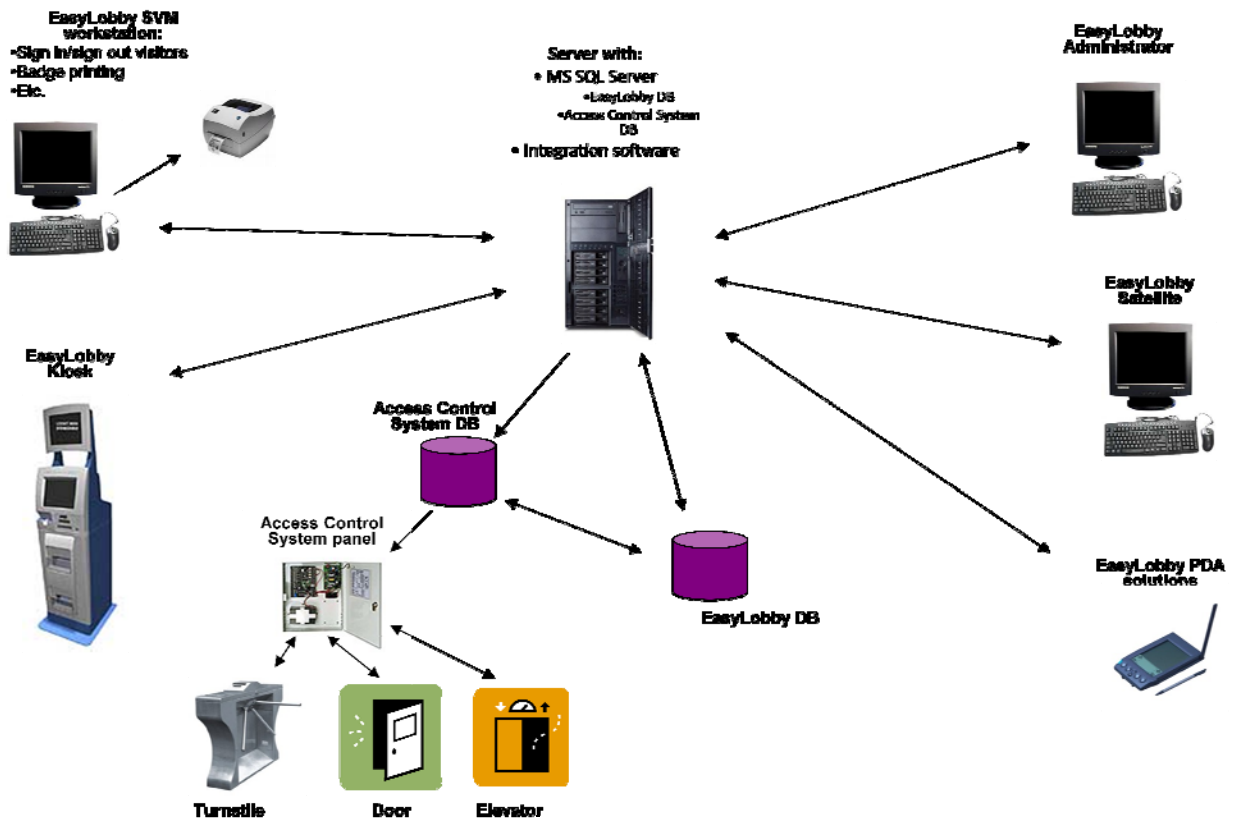 EasyLobby SVM
workstation:
•Sign in/sign out visitors
•Badge printing
•Etc.
Server with:
• MS SQL Server
•EasyLobby DB
•Access Control System
DB
• Integration software
EasyLobby
Administrator
EasyLobby
Satellite
EasyLobby
Kiosk
Access Control
System DB
Access Control
System panel
EasyLobby DB
EasyLobby PDA
solutions
Turnstile
Door
Elevator